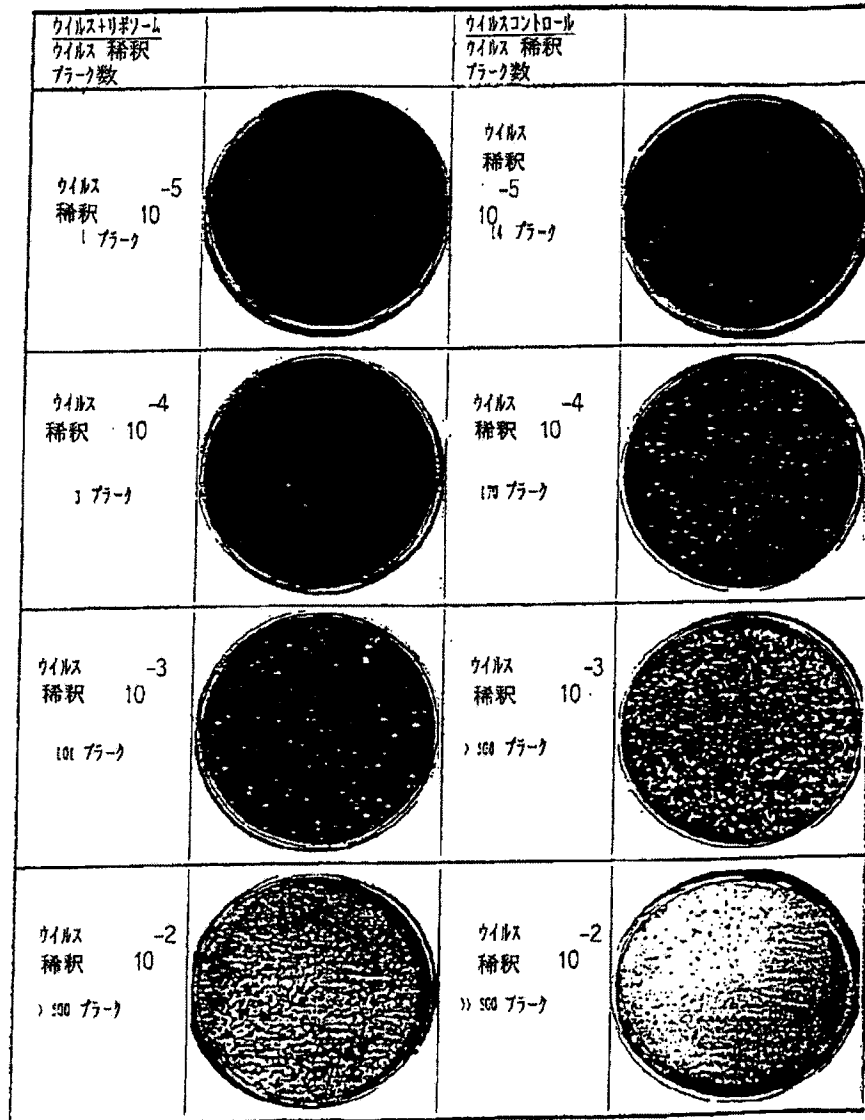 ウイルス+リポソーム
ウイルス 稀釈
プラーク数
ウイルスコントロール
ウイルス 稀釈
プラーク数
ウイルス -5
稀釈 10
1 プラーク
ウイルス
稀釈
-5
10
プラーク
ウイルス -4
稀釈 10
3 プラーク
ウイルス -4
稀釈 10
170 プラーク
ウイルス -3
稀釈 10
101 プラーク
ウイルス -3
稀釈 10
> プラーク
ウイルス -2
稀釈 10
> プラーク
ウイルス -2
稀釈 10
>> プラーク